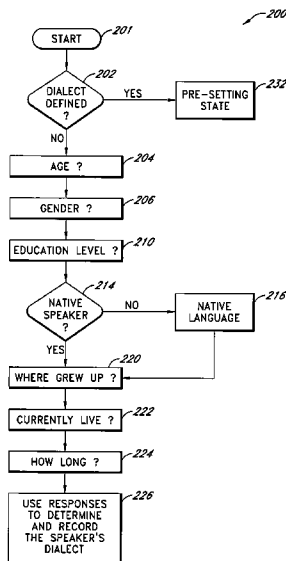 200
201
START
202
DIALECT
DEFINED
?
YES
PRE-SETTING
STATE
232
NO
AGE ?
204
GENDER ?
206
EDUCATION LEVEL ?
210
214
NATIVE
SPEAKER
?
NO
NATIVE
LANGUAGE
216
YES
220
WHERE GREW UP ?
CURRENTLY LIVE ?
222
HOW LONG ?
224
USE RESPONSES
TO DETERMINE
AND RECORD
THE SPEAKER'S
DIALECT
226